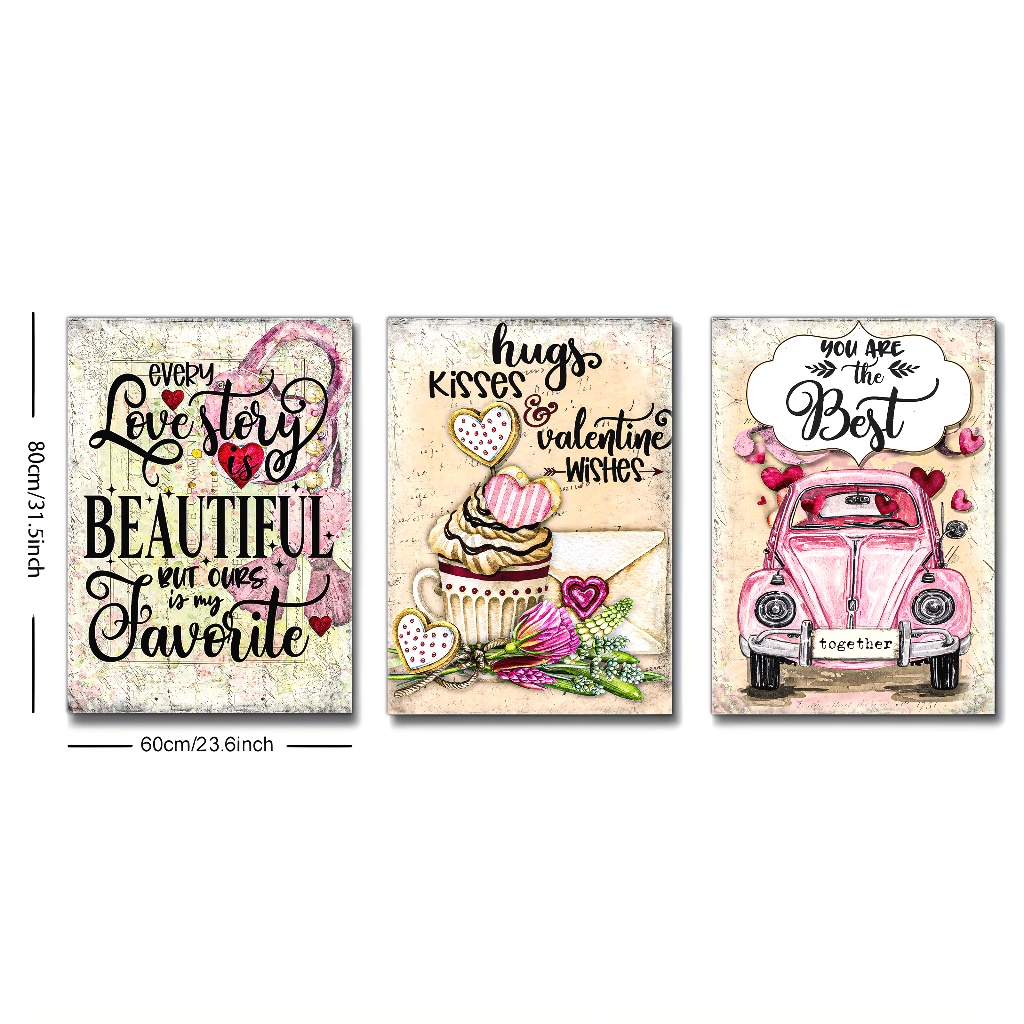 80cm/31.5inch
60cm/23.6inch
EVERY
Love story
is
BEAUTIFUL
BUT OURS
is my
Favorite
hugs
KISSES
&
valentine
WISHES
YOU ARE
the
Best
together